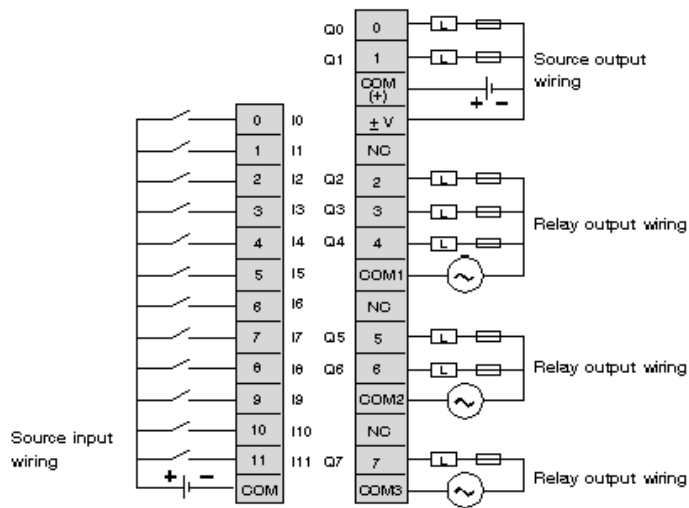 Q0 0 L
Q1 1 L
Source output
wiring
COM
(+)
+ −
± V
0 I0
1 I1
NC
2 I2
Q2 2 L
3 I3
Q3 3 L
Relay output wiring
4 I4
Q4 4 L
5 I5
COM1
6 I6
NC
7 I7
Q5 5 L
8 I8
Q6 6 L
Relay output wiring
9 I9
COM2
10 I10
NC
Source input
wiring
11 I11
Q7 7 L
Relay output wiring
+ −
COM
COM3